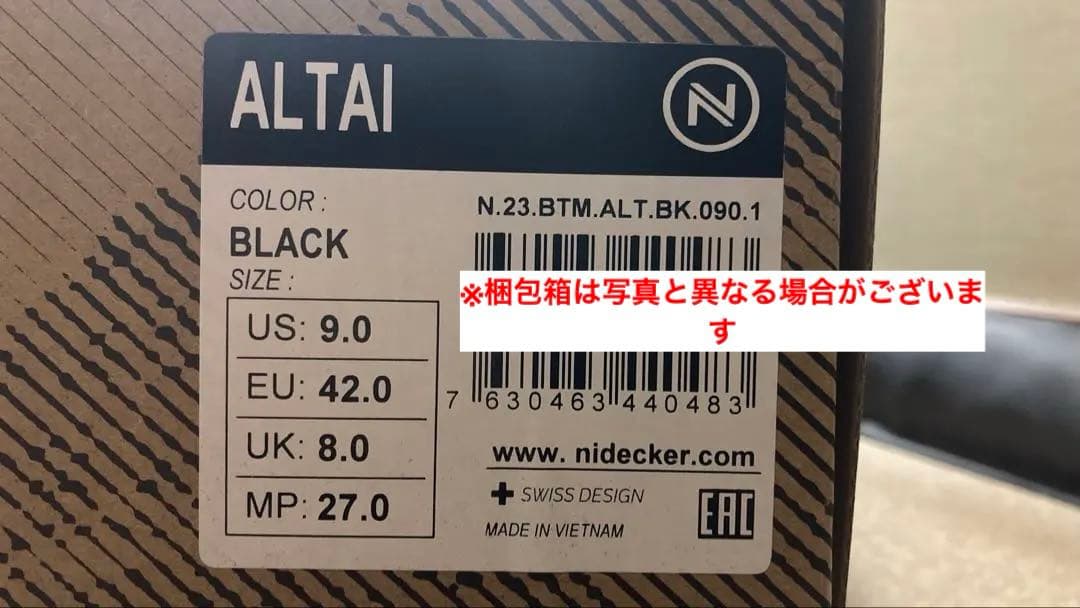 ALTAI
N
COLOR :
BLACK
SIZE :
US: 9.0
EU: 42.0
UK: 8.0
MP: 27.0
N.23.BTM.ALT.BK.090.1
※梱包箱は写真と異なる場合がございま
す
7 630463 440483
www. nidecker.com
SWISS DESIGN
MADE IN VIETNAM
EAC